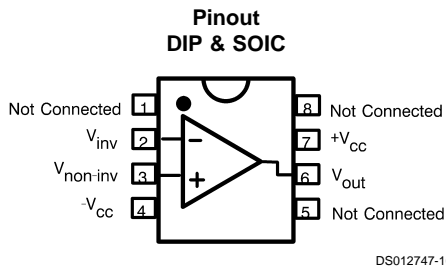 Pinout
DIP & SOIC
Not Connected 1
Vinv 2
Vnon-inv 3
-Vcc 4
8 Not Connected
7 +Vcc
6 Vout
5 Not Connected
−
+
DS012747-1